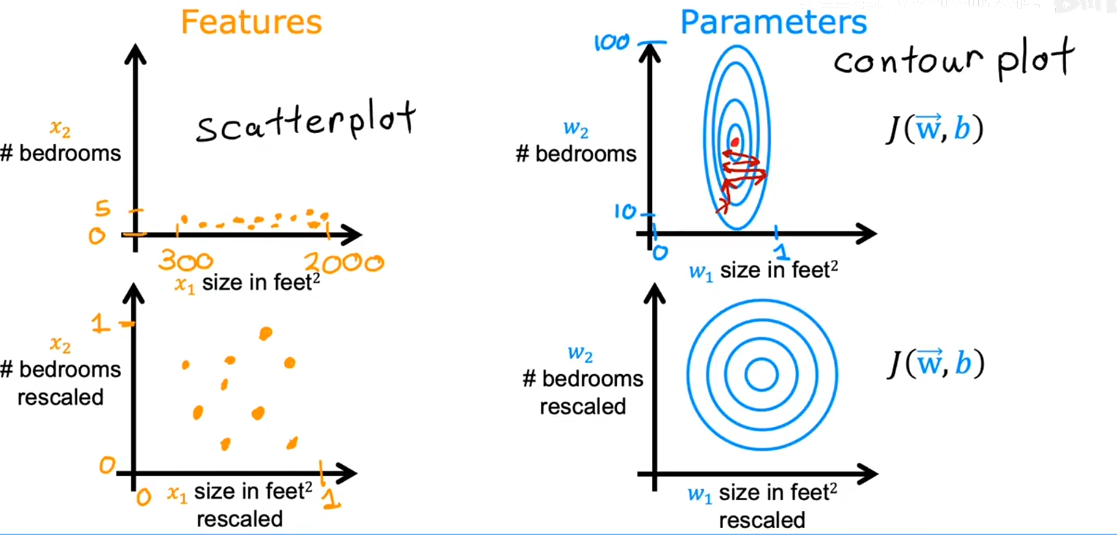 Features
scatterplot
x₂
# bedrooms
5
0
300
2000
x₁ size in feet²
1
x₂
# bedrooms
rescaled
0
0
x₁ size in feet²
1
rescaled
Parameters
contour plot
100
w₂
# bedrooms
J(w⃗, b)
10
0
1
w₁ size in feet²
w₂
# bedrooms
rescaled
J(w⃗, b)
w₁ size in feet²
rescaled